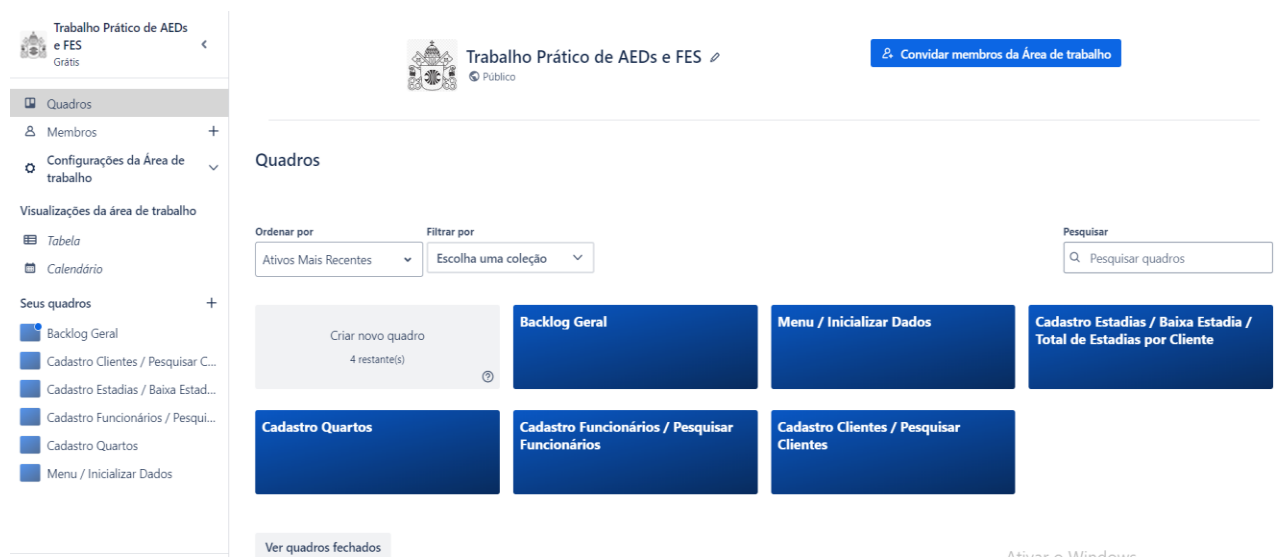 Trabalho Prático de AEDs
e FES
Grátis
Quadros
Membros
Configurações da Área de
trabalho
Visualizações da área de trabalho
Tabela
Calendário
Seus quadros
Backlog Geral
Cadastro Clientes / Pesquisar C...
Cadastro Estadias / Baixa Estad...
Cadastro Funcionários / Pesqui...
Cadastro Quartos
Menu / Inicializar Dados
Trabalho Prático de AEDs e FES
Público
Convidar membros da Área de trabalho
Quadros
Ordenar por
Ativos Mais Recentes
Filtrar por
Escolha uma coleção
Pesquisar
Pesquisar quadros
Criar novo quadro
4 restante(s)
Backlog Geral
Menu / Inicializar Dados
Cadastro Estadias / Baixa Estadia /
Total de Estadias por Cliente
Cadastro Quartos
Cadastro Funcionários / Pesquisar
Funcionários
Cadastro Clientes / Pesquisar
Clientes
Ver quadros fechados
Ativar o Windows